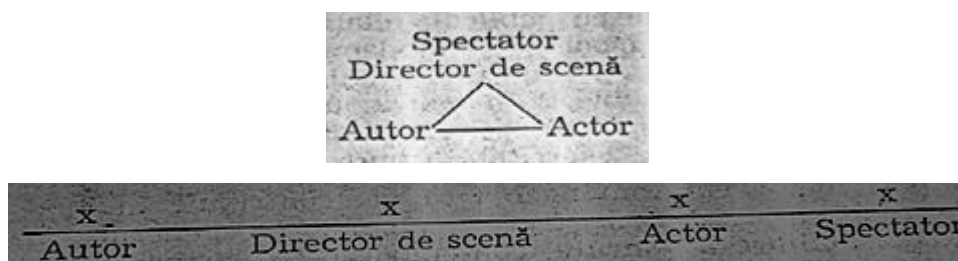 Spectator
Director de scenă
Autor Actor
x x x x
Autor Director de scenă Actor Spectator